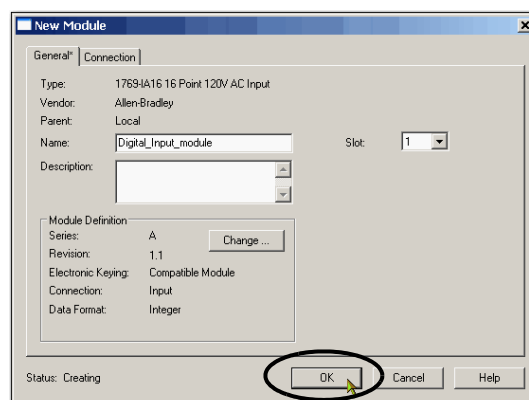 New Module
General* Connection
Type: 1769-IA16 16 Point 120V AC Input
Vendor: Allen-Bradley
Parent: Local
Name: Digital_Input_module Slot: 1
Description:
Module Definition
Series: A Change ...
Revision: 1.1
Electronic Keying: Compatible Module
Connection: Input
Data Format: Integer
Status: Creating OK Cancel Help